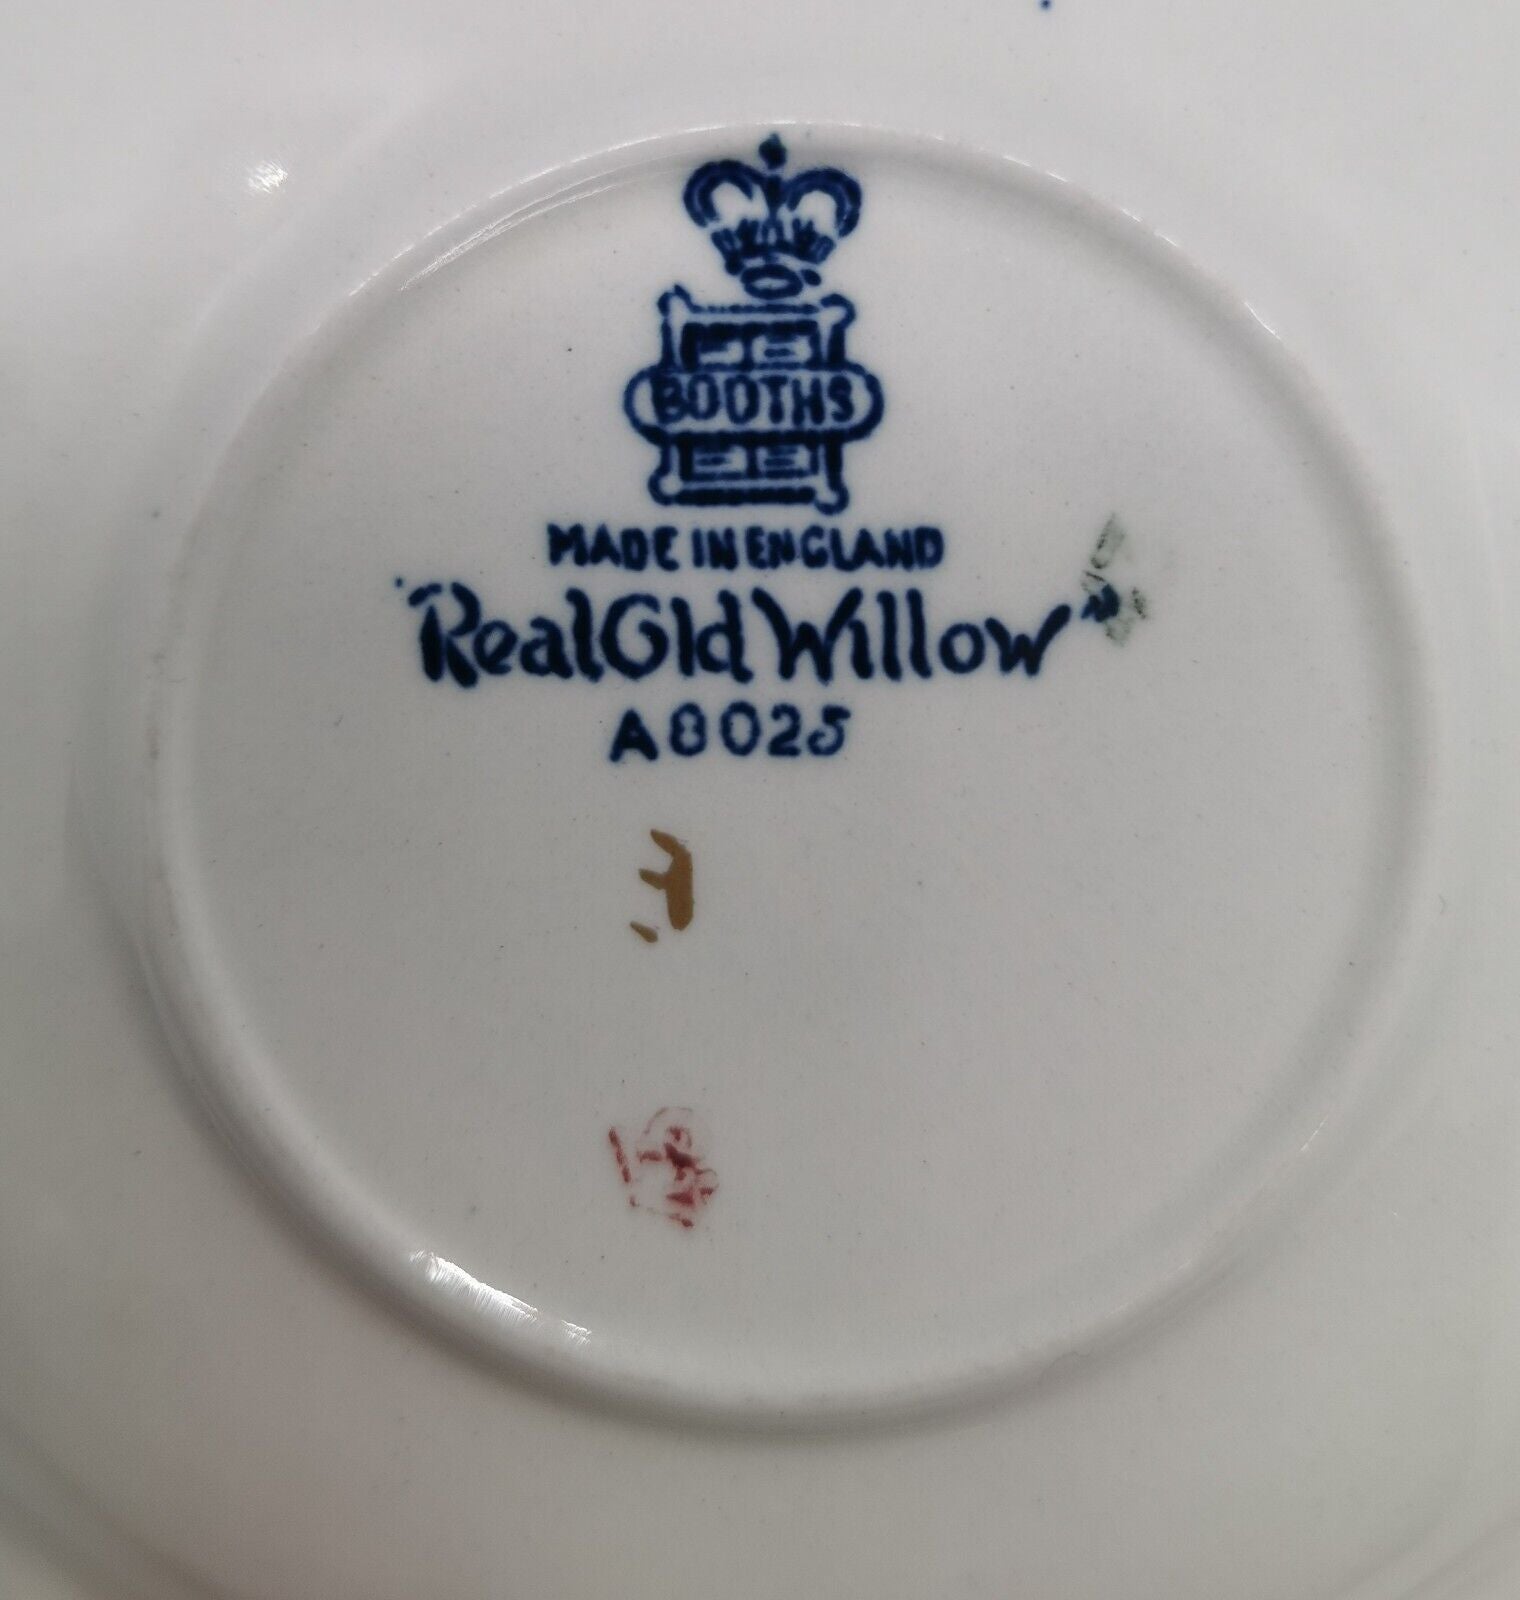 BOOTHS
MADE IN ENGLAND
"Real Old Willow"
A8025